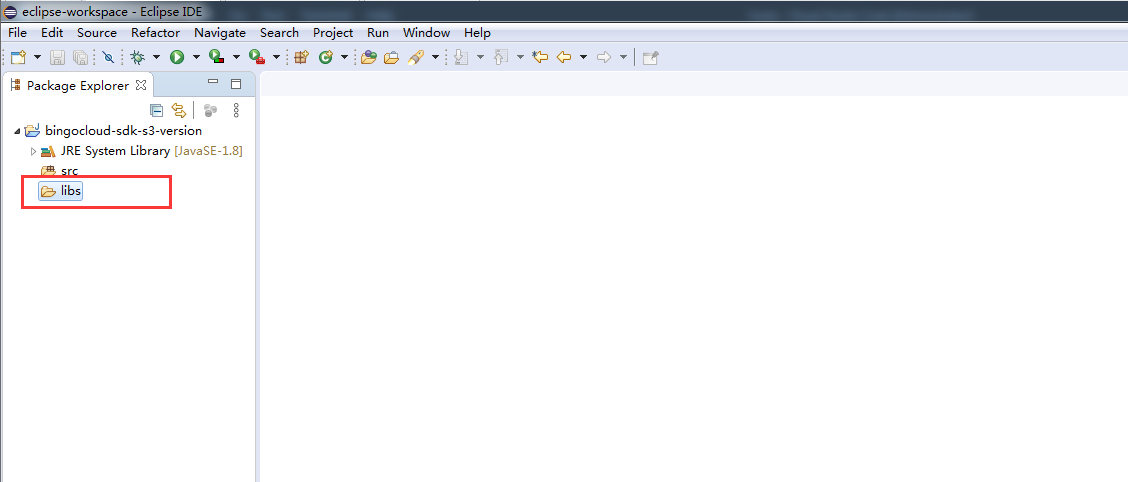 eclipse-workspace - Eclipse IDE
File Edit Source Refactor Navigate Search Project Run Window Help
Package Explorer
bingocloud-sdk-s3-version
JRE System Library [JavaSE-1.8]
src
libs